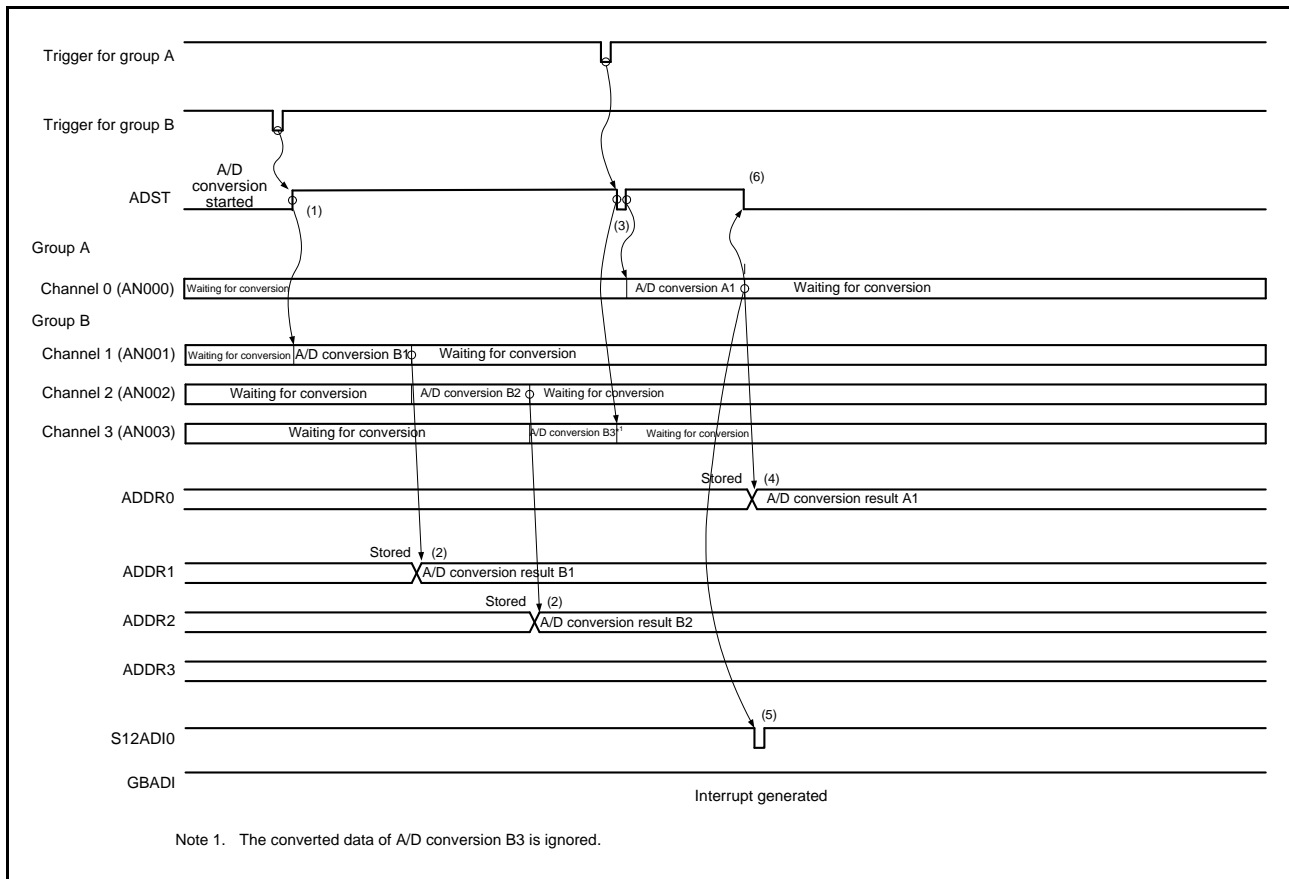 Trigger for group A
Trigger for group B
A/D
conversion
started
ADST
(1)
(3)
(6)
Group A
Channel 0 (AN000)
Waiting for conversion
A/D conversion A1
Waiting for conversion
Group B
Channel 1 (AN001)
Waiting for conversion
A/D conversion B1
Waiting for conversion
Channel 2 (AN002)
Waiting for conversion
A/D conversion B2
Waiting for conversion
Channel 3 (AN003)
Waiting for conversion
A/D conversion B3*1
Waiting for conversion
Stored
(4)
ADDR0
A/D conversion result A1
Stored
(2)
ADDR1
A/D conversion result B1
Stored
(2)
ADDR2
A/D conversion result B2
ADDR3
(5)
S12ADI0
GBADI
Interrupt generated
Note 1. The converted data of A/D conversion B3 is ignored.